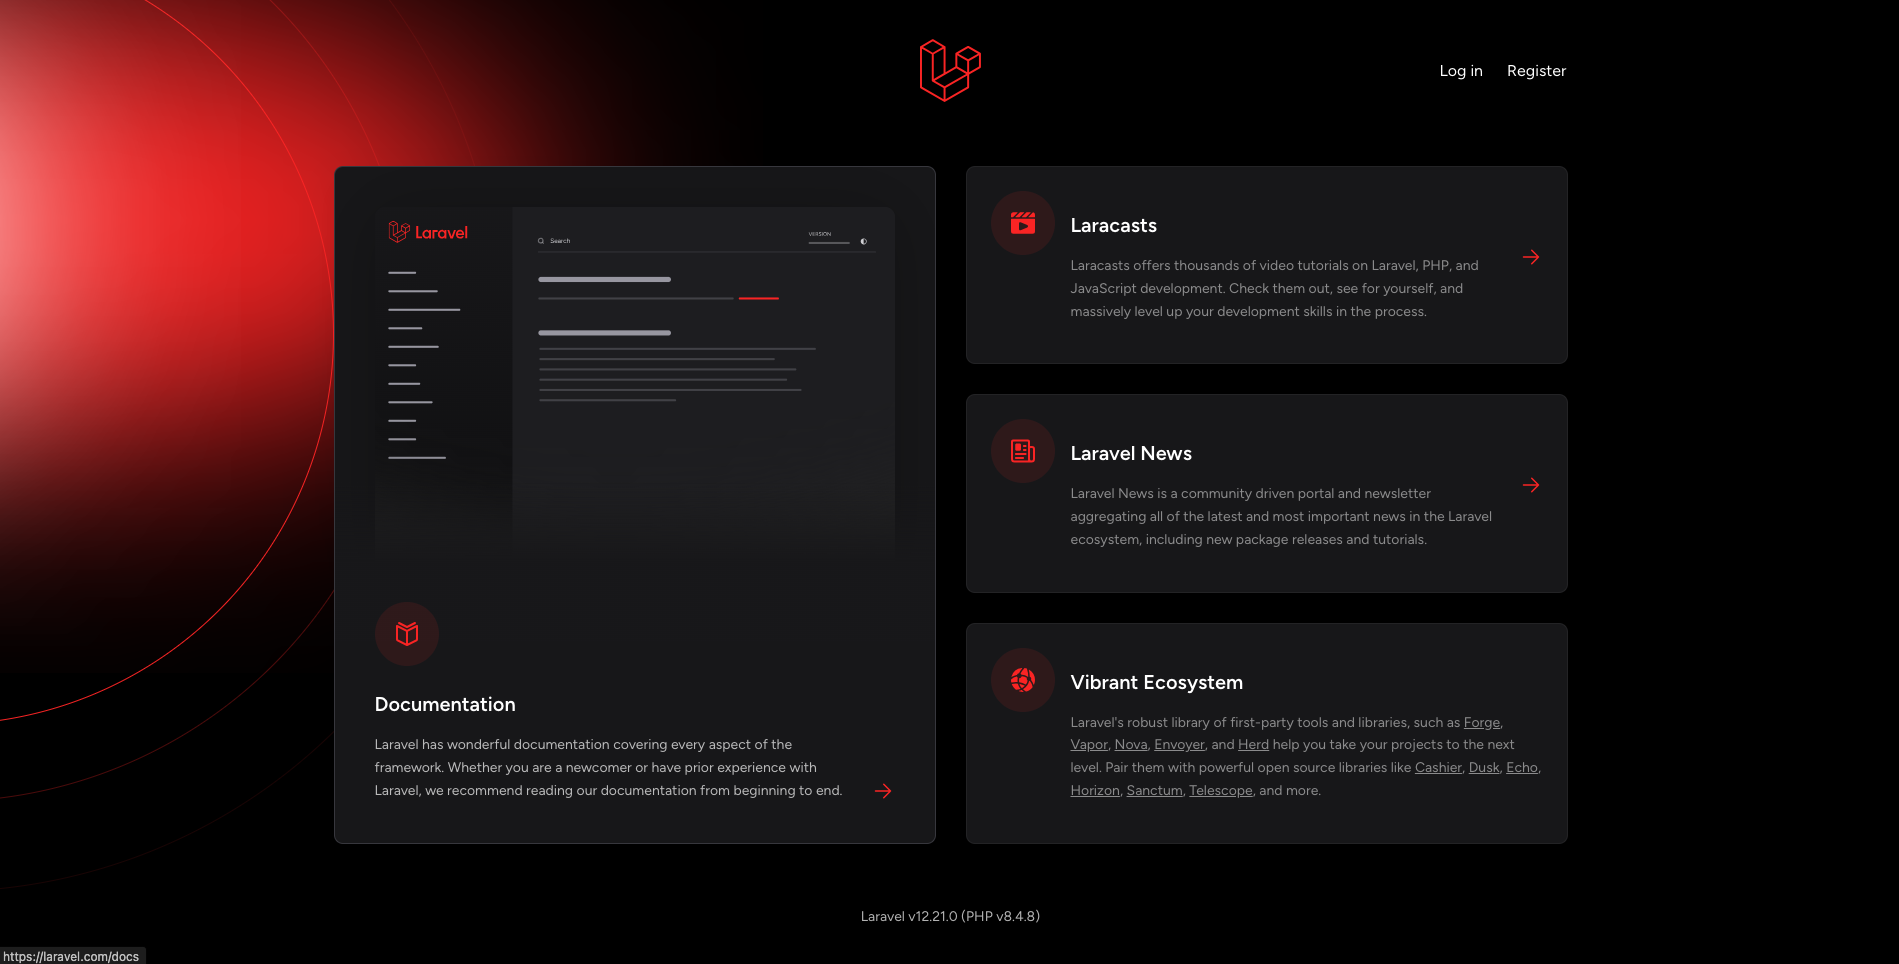 Log in Register
Laravel
Search
VERSION
Documentation
Laravel has wonderful documentation covering every aspect of the
framework. Whether you are a newcomer or have prior experience with
Laravel, we recommend reading our documentation from beginning to end.
Laracasts
Laracasts offers thousands of video tutorials on Laravel, PHP, and
JavaScript development. Check them out, see for yourself, and
massively level up your development skills in the process.
Laravel News
Laravel News is a community driven portal and newsletter
aggregating all of the latest and most important news in the Laravel
ecosystem, including new package releases and tutorials.
Vibrant Ecosystem
Laravel's robust library of first-party tools and libraries, such as Forge,
Vapor, Nova, Envoyer, and Herd help you take your projects to the next
level. Pair them with powerful open source libraries like Cashier, Dusk, Echo,
Horizon, Sanctum, Telescope, and more.
Laravel v12.21.0 (PHP v8.4.8)
https://laravel.com/docs